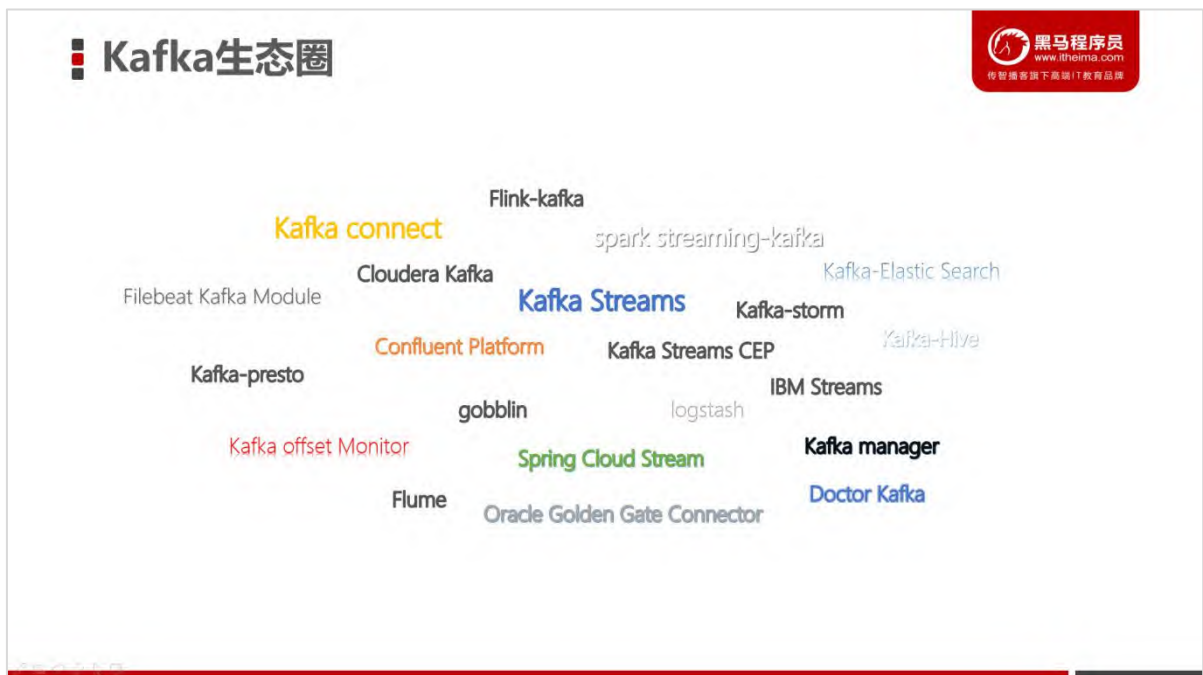 Kafka生态圈
黑马程序员
www.itheima.com
传智播客旗下高端IT教育品牌
Flink-kafka
Kafka connect
spark streaming-kafka
Cloudera Kafka
Kafka-Elastic Search
Filebeat Kafka Module
Kafka Streams
Kafka-storm
Kafka-Hive
Confluent Platform
Kafka Streams CEP
Kafka-presto
IBM Streams
gobblin
logstash
Kafka offset Monitor
Spring Cloud Stream
Kafka manager
Flume
Doctor Kafka
Oracle Golden Gate Connector